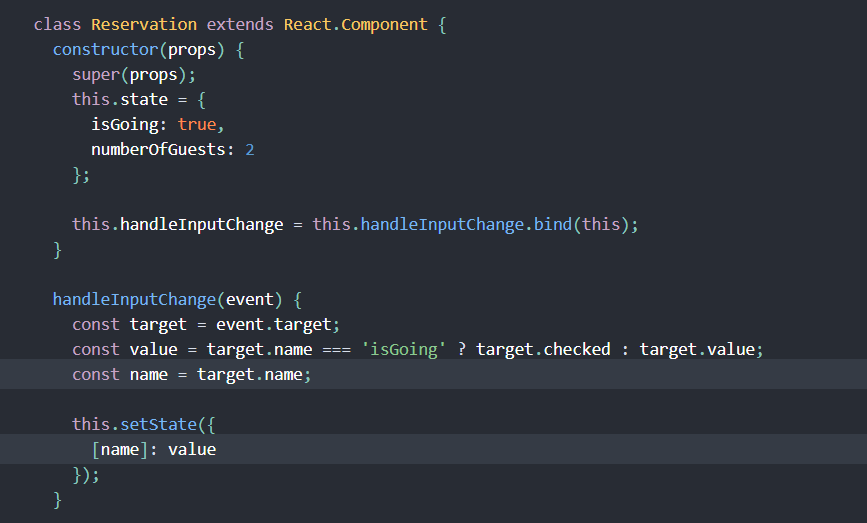 class Reservation extends React.Component {
  constructor(props) {
    super(props);
    this.state = {
      isGoing: true,
      numberOfGuests: 2
    };

    this.handleInputChange = this.handleInputChange.bind(this);
  }

  handleInputChange(event) {
    const target = event.target;
    const value = target.name === 'isGoing' ? target.checked : target.value;
    const name = target.name;

    this.setState({
      [name]: value
    });
  }